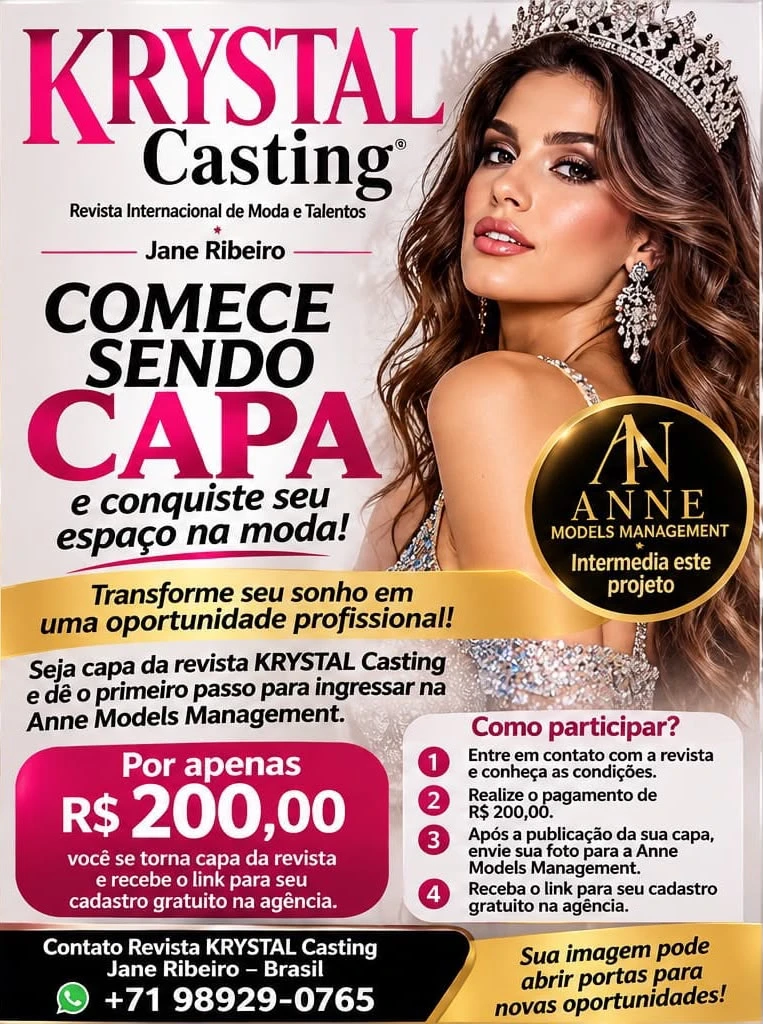 KRYSTAL
Casting®
Revista Internacional de Moda e Talentos
Jane Ribeiro
COMECE
SENDO
CAPA
e conquiste seu
espaço na moda!
AN
ANNE
MODELS MANAGEMENT
Intermedia este
projeto
Transforme seu sonho em
uma oportunidade profissional!
Seja capa da revista KRYSTAL Casting
e dê o primeiro passo para ingressar na
Anne Models Management.
Por apenas
R$ 200,00
você se torna capa da revista
e recebe o link para seu
cadastro gratuito na agência.
Como participar?
1 Entre em contato com a revista
e conheça as condições.
2 Realize o pagamento de
R$ 200,00.
3 Após a publicação da sua capa,
envie sua foto para a Anne
Models Management.
4 Receba o link para seu cadastro
gratuito na agência.
Contato Revista KRYSTAL Casting
Jane Ribeiro – Brasil
+71 98929-0765
Sua imagem pode
abrir portas para
novas oportunidades!